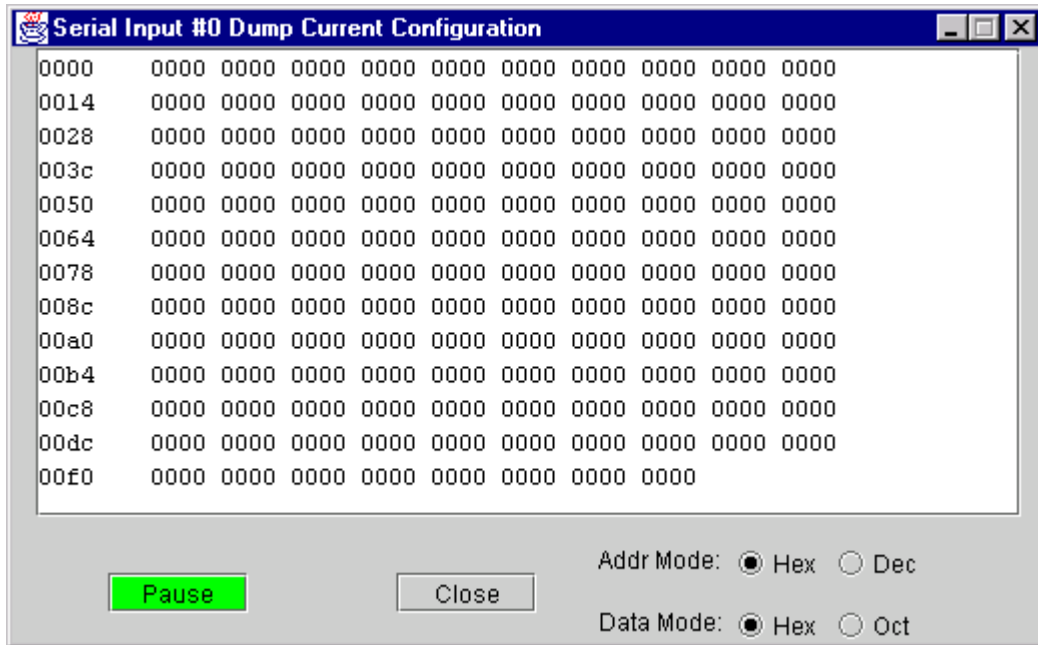 Serial Input #0 Dump Current Configuration
0000 0000 0000 0000 0000 0000 0000 0000 0000 0000 0000
0014 0000 0000 0000 0000 0000 0000 0000 0000 0000 0000
0028 0000 0000 0000 0000 0000 0000 0000 0000 0000 0000
003c 0000 0000 0000 0000 0000 0000 0000 0000 0000 0000
0050 0000 0000 0000 0000 0000 0000 0000 0000 0000 0000
0064 0000 0000 0000 0000 0000 0000 0000 0000 0000 0000
0078 0000 0000 0000 0000 0000 0000 0000 0000 0000 0000
008c 0000 0000 0000 0000 0000 0000 0000 0000 0000 0000
00a0 0000 0000 0000 0000 0000 0000 0000 0000 0000 0000
00b4 0000 0000 0000 0000 0000 0000 0000 0000 0000 0000
00c8 0000 0000 0000 0000 0000 0000 0000 0000 0000 0000
00dc 0000 0000 0000 0000 0000 0000 0000 0000 0000 0000
00f0 0000 0000 0000 0000 0000 0000 0000 0000
Addr Mode: Hex Dec
Pause Close
Data Mode: Hex Oct